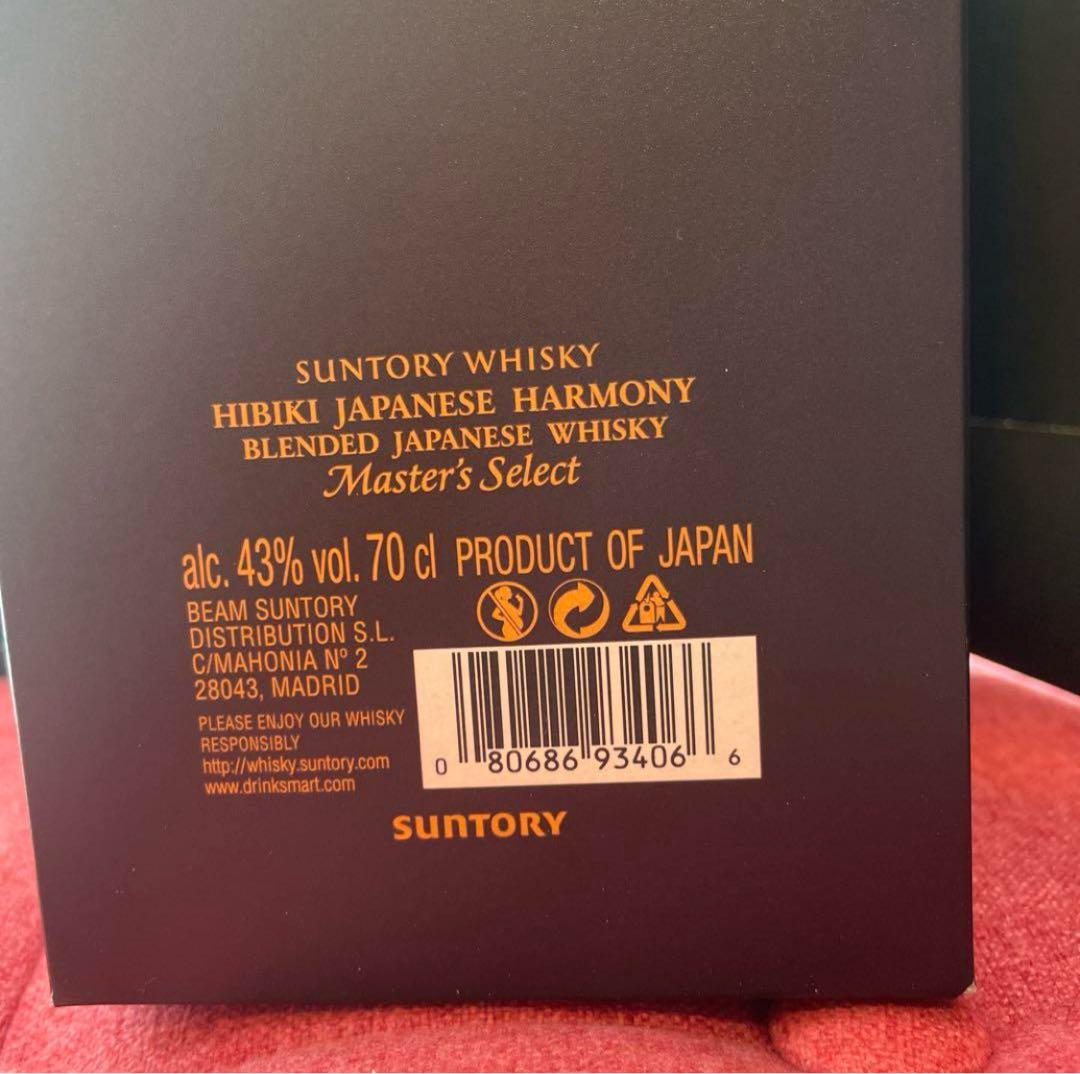 SUNTORY WHISKY
HIBIKI JAPANESE HARMONY
BLENDED JAPANESE WHISKY
Master's Select
alc. 43% vol. 70 cl PRODUCT OF JAPAN
BEAM SUNTORY
DISTRIBUTION S.L.
C/MAHONIA Nº 2
28043, MADRID
PLEASE ENJOY OUR WHISKY
RESPONSIBLY
http://whisky.suntory.com
www.drinksmart.com
0 80686 93406 6
SUNTORY